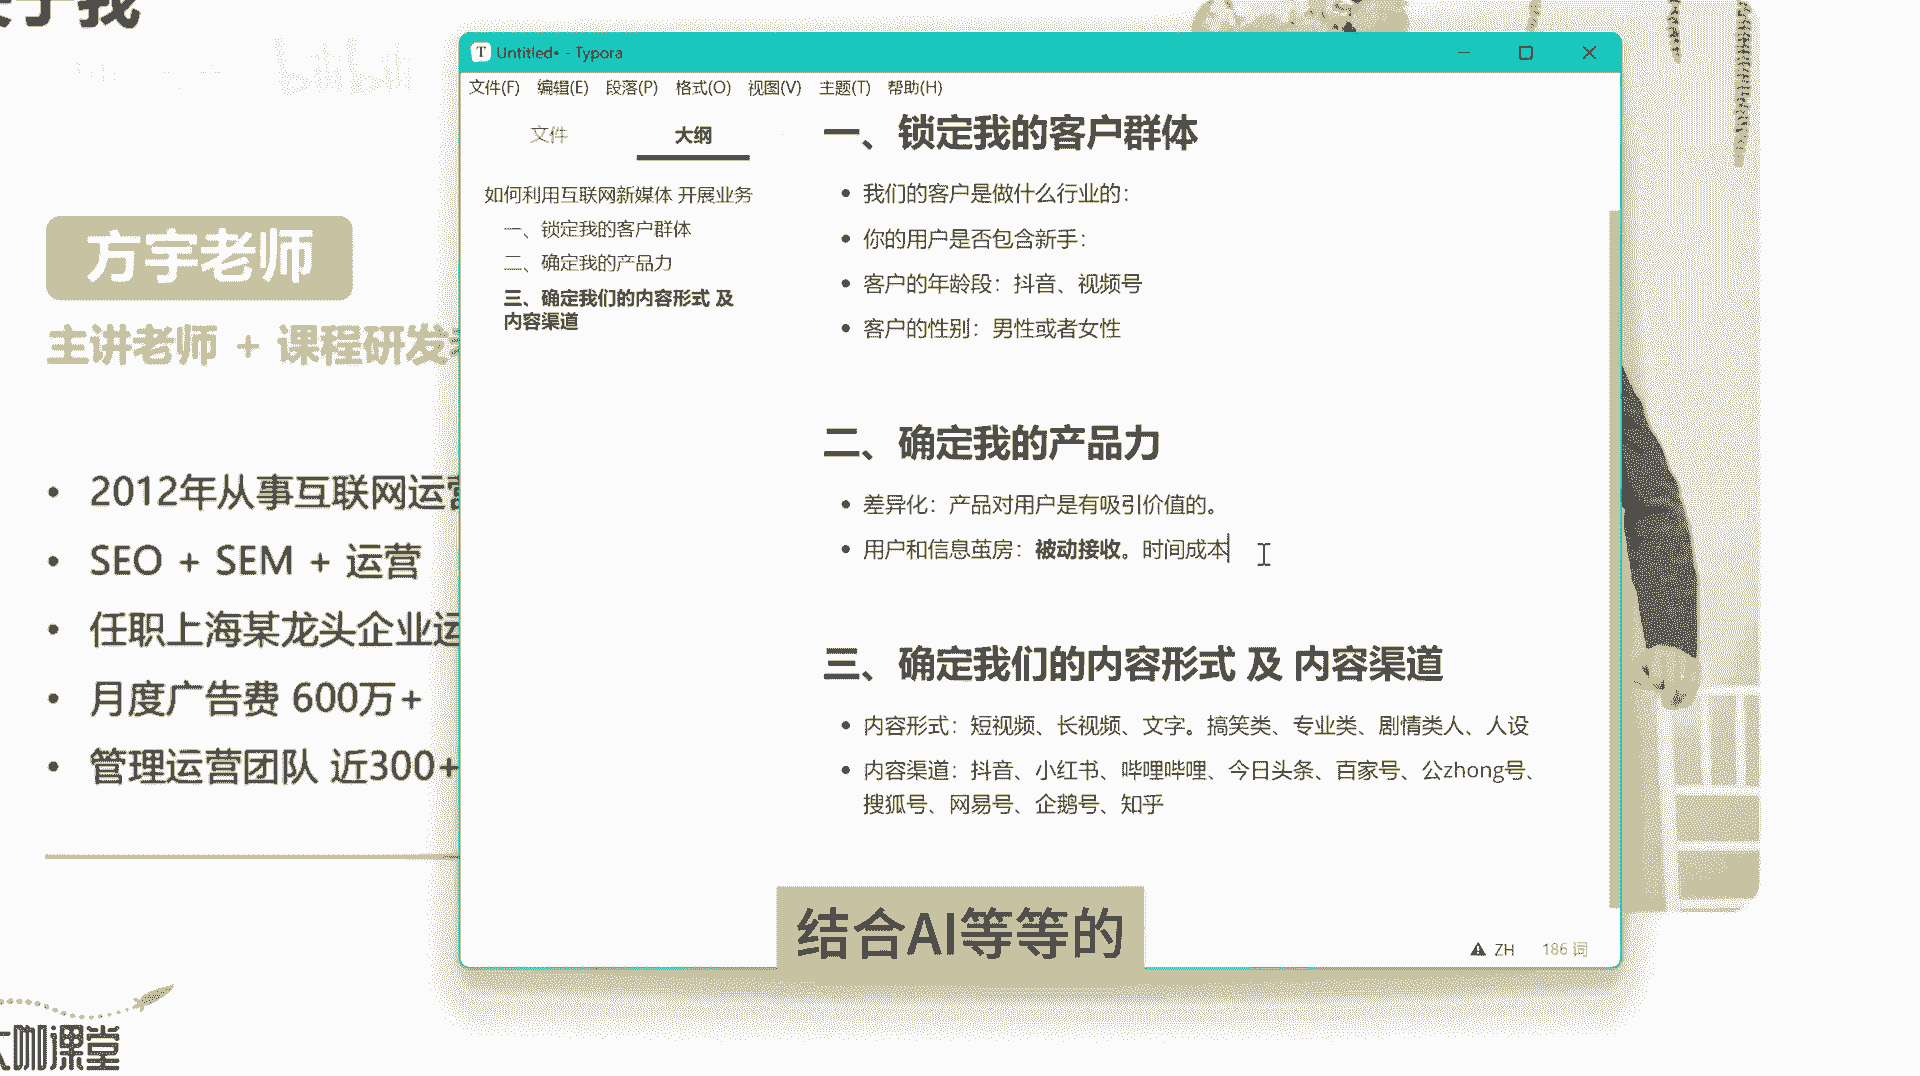 于我
bilibili
方宇老师
主讲老师 + 课程研发
• 2012年从事互联网运营
• SEO + SEM + 运营
• 任职上海某龙头企业运
• 月度广告费 600万+
• 管理运营团队 近300+
课堂
Untitled• - Typora
文件(F) 编辑(E) 段落(P) 格式(O) 视图(V) 主题(T) 帮助(H)
文件 大纲
如何利用互联网新媒体 开展业务
一、锁定我的客户群体
二、确定我的产品力
三、确定我们的内容形式 及
内容渠道
一、锁定我的客户群体
• 我们的客户是做什么行业的：
• 你的用户是否包含新手：
• 客户的年龄段：抖音、视频号
• 客户的性别：男性或者女性
二、确定我的产品力
• 差异化：产品对用户是有吸引价值的。
• 用户和信息茧房：被动接收。时间成本
三、确定我们的内容形式 及 内容渠道
• 内容形式：短视频、长视频、文字。搞笑类、专业类、剧情类人、人设
• 内容渠道：抖音、小红书、哔哩哔哩、今日头条、百家号、公zhong号、
搜狐号、网易号、企鹅号、知乎
结合AI等等的
ZH 186 词